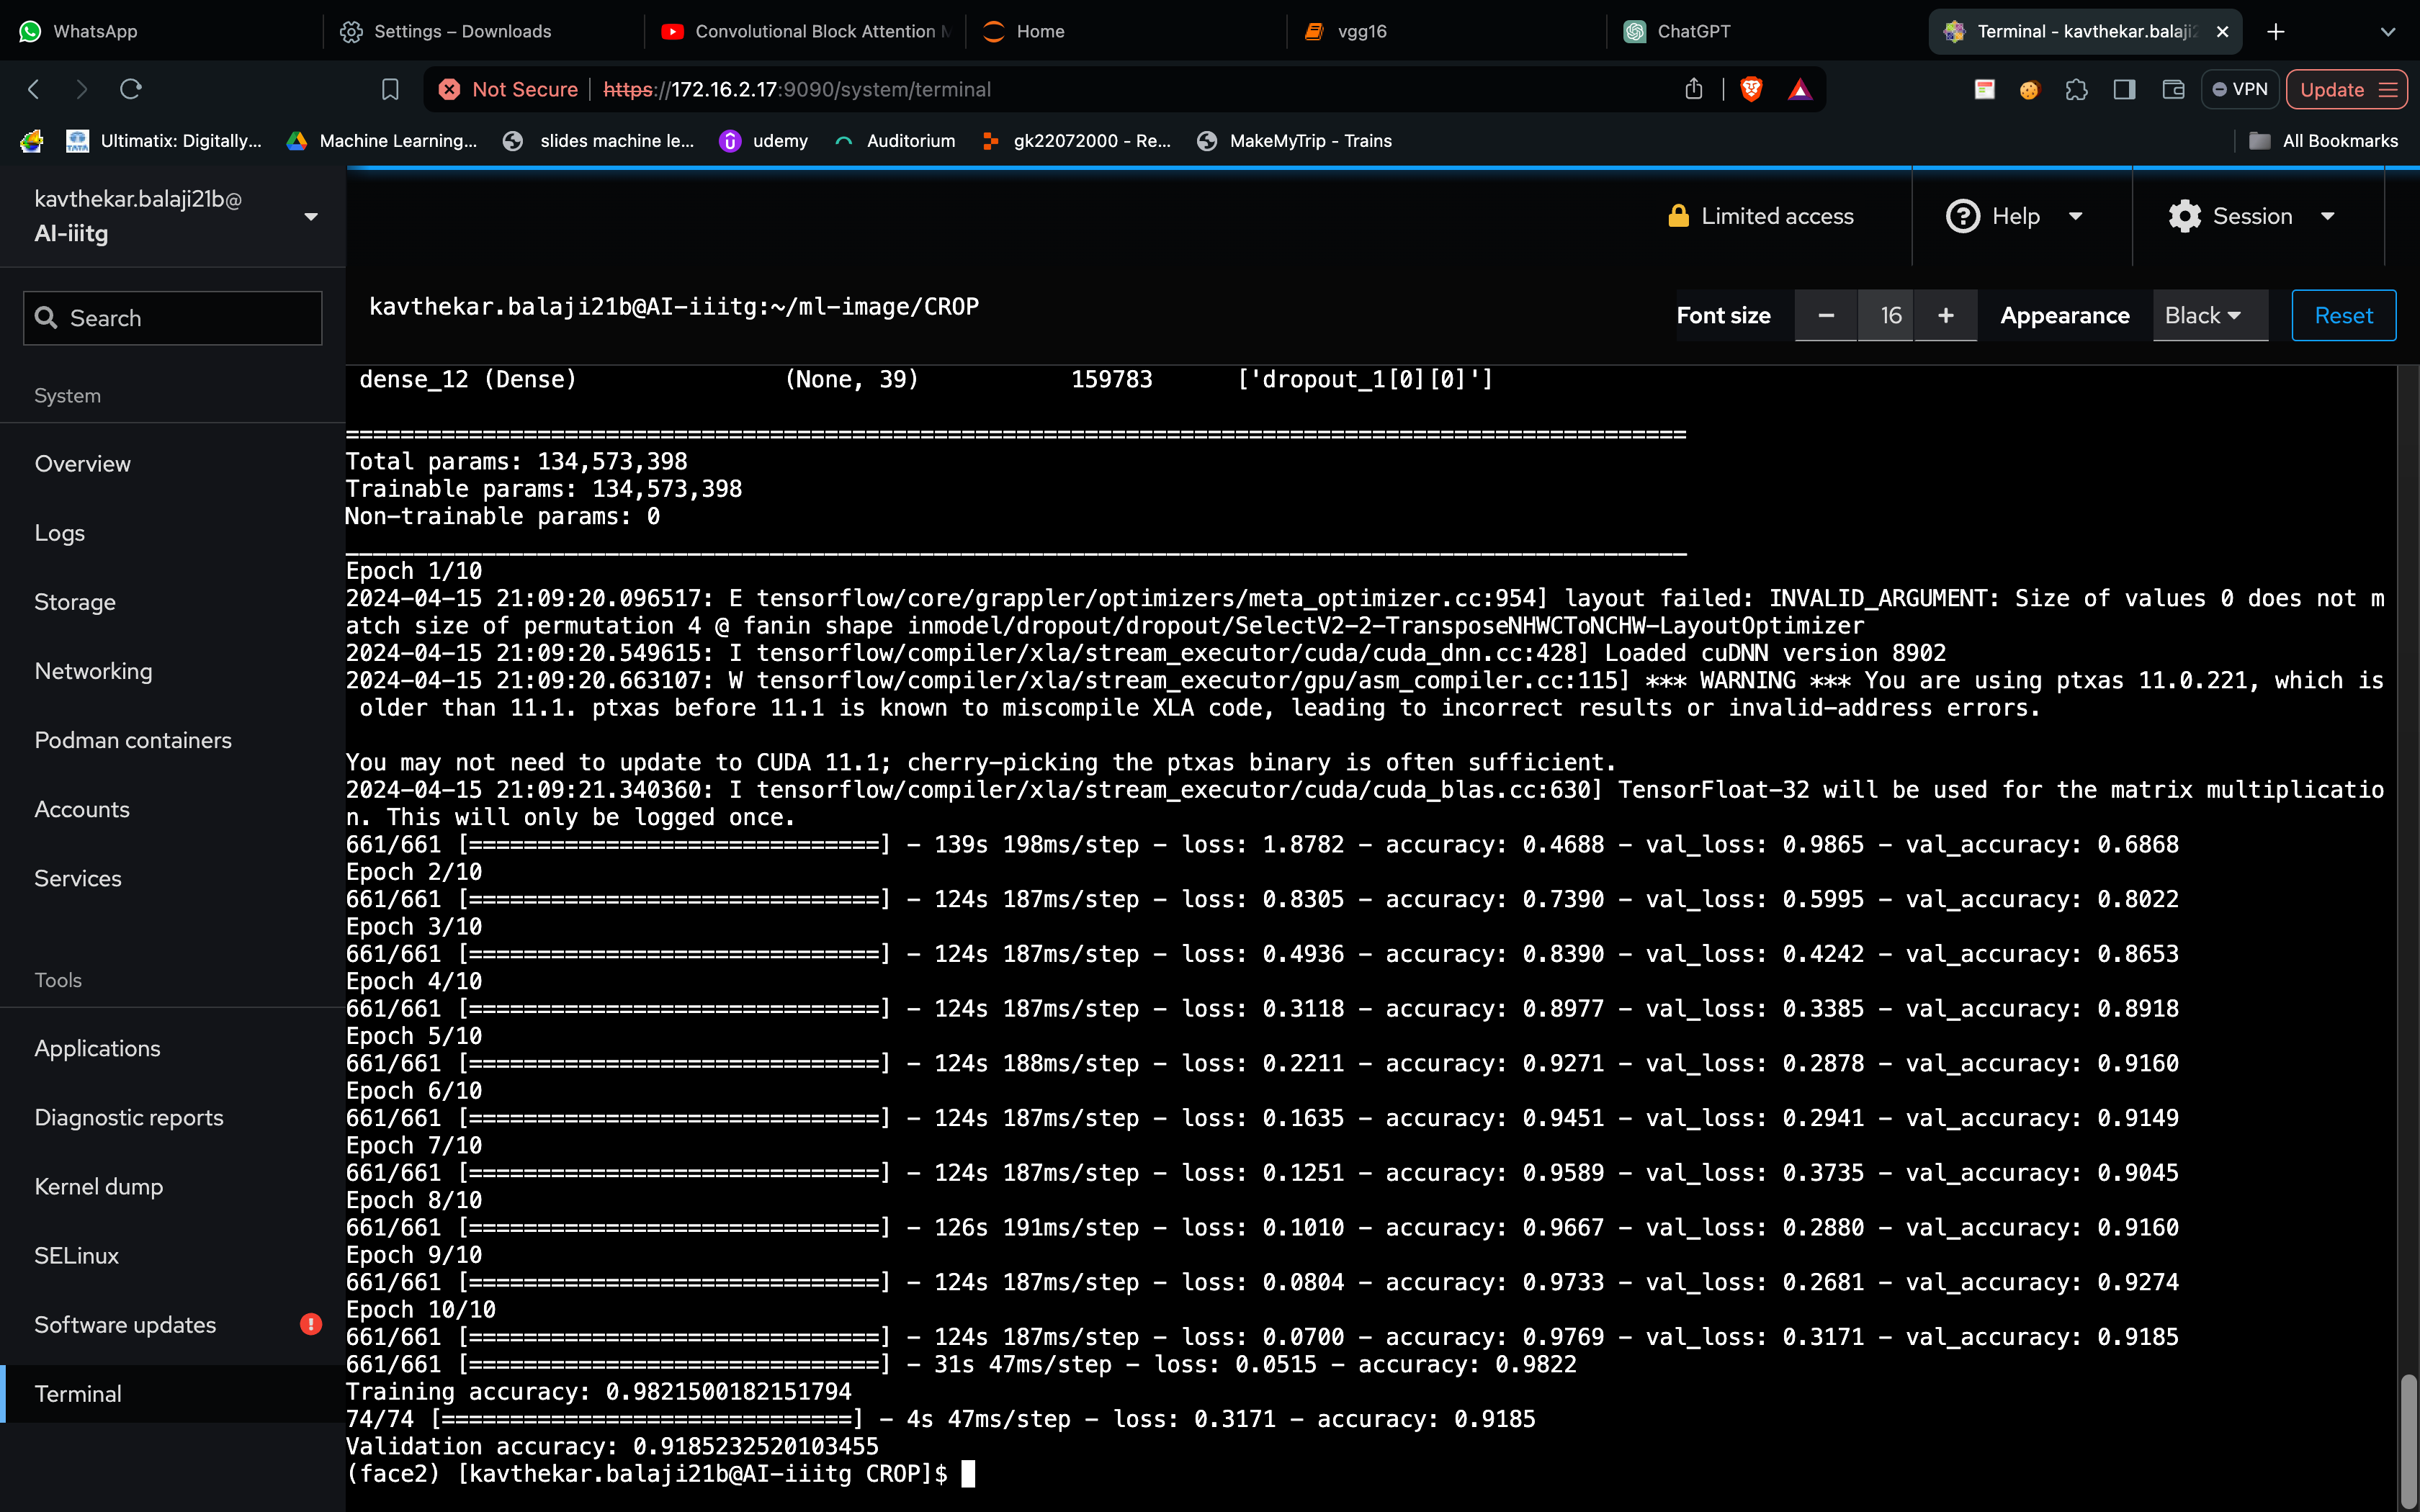 WhatsApp
Settings – Downloads
Convolutional Block Attention M
Home
vgg16
ChatGPT
Terminal - kavthekar.balaji2
Not Secure
https://172.16.2.17:9090/system/terminal
VPN
Update
Ultimatix: Digitally...
Machine Learning...
slides machine le...
udemy
Auditorium
gk22072000 - Re...
MakeMyTrip - Trains
All Bookmarks
kavthekar.balaji21b@
AI-iiitg
Limited access
Help
Session
Search
kavthekar.balaji21b@AI-iiitg:~/ml-image/CROP
Font size
16
Appearance
Black
Reset
System
Overview
Logs
Storage
Networking
Podman containers
Accounts
Services
Tools
Applications
Diagnostic reports
Kernel dump
SELinux
Software updates
Terminal
dense_12 (Dense) (None, 39) 159783 ['dropout_1[0][0]']
==================================================================================================
Total params: 134,573,398
Trainable params: 134,573,398
Non-trainable params: 0
__________________________________________________________________________________________________
Epoch 1/10
2024-04-15 21:09:20.096517: E tensorflow/core/grappler/optimizers/meta_optimizer.cc:954] layout failed: INVALID_ARGUMENT: Size of values 0 does not m
atch size of permutation 4 @ fanin shape inmodel/dropout/dropout/SelectV2-2-TransposeNHWCToNCHW-LayoutOptimizer
2024-04-15 21:09:20.549615: I tensorflow/compiler/xla/stream_executor/cuda/cuda_dnn.cc:428] Loaded cuDNN version 8902
2024-04-15 21:09:20.663107: W tensorflow/compiler/xla/stream_executor/gpu/asm_compiler.cc:115] *** WARNING *** You are using ptxas 11.0.221, which is
older than 11.1. ptxas before 11.1 is known to miscompile XLA code, leading to incorrect results or invalid-address errors.
You may not need to update to CUDA 11.1; cherry-picking the ptxas binary is often sufficient.
2024-04-15 21:09:21.340360: I tensorflow/compiler/xla/stream_executor/cuda/cuda_blas.cc:630] TensorFloat-32 will be used for the matrix multiplicatio
n. This will only be logged once.
661/661 [==============================] - 139s 198ms/step - loss: 1.8782 - accuracy: 0.4688 - val_loss: 0.9865 - val_accuracy: 0.6868
Epoch 2/10
661/661 [==============================] - 124s 187ms/step - loss: 0.8305 - accuracy: 0.7390 - val_loss: 0.5995 - val_accuracy: 0.8022
Epoch 3/10
661/661 [==============================] - 124s 187ms/step - loss: 0.4936 - accuracy: 0.8390 - val_loss: 0.4242 - val_accuracy: 0.8653
Epoch 4/10
661/661 [==============================] - 124s 187ms/step - loss: 0.3118 - accuracy: 0.8977 - val_loss: 0.3385 - val_accuracy: 0.8918
Epoch 5/10
661/661 [==============================] - 124s 188ms/step - loss: 0.2211 - accuracy: 0.9271 - val_loss: 0.2878 - val_accuracy: 0.9160
Epoch 6/10
661/661 [==============================] - 124s 187ms/step - loss: 0.1635 - accuracy: 0.9451 - val_loss: 0.2941 - val_accuracy: 0.9149
Epoch 7/10
661/661 [==============================] - 124s 187ms/step - loss: 0.1251 - accuracy: 0.9589 - val_loss: 0.3735 - val_accuracy: 0.9045
Epoch 8/10
661/661 [==============================] - 126s 191ms/step - loss: 0.1010 - accuracy: 0.9667 - val_loss: 0.2880 - val_accuracy: 0.9160
Epoch 9/10
661/661 [==============================] - 124s 187ms/step - loss: 0.0804 - accuracy: 0.9733 - val_loss: 0.2681 - val_accuracy: 0.9274
Epoch 10/10
661/661 [==============================] - 124s 187ms/step - loss: 0.0700 - accuracy: 0.9769 - val_loss: 0.3171 - val_accuracy: 0.9185
661/661 [==============================] - 31s 47ms/step - loss: 0.0515 - accuracy: 0.9822
Training accuracy: 0.9821500182151794
74/74 [==============================] - 4s 47ms/step - loss: 0.3171 - accuracy: 0.9185
Validation accuracy: 0.9185232520103455
(face2) [kavthekar.balaji21b@AI-iiitg CROP]$